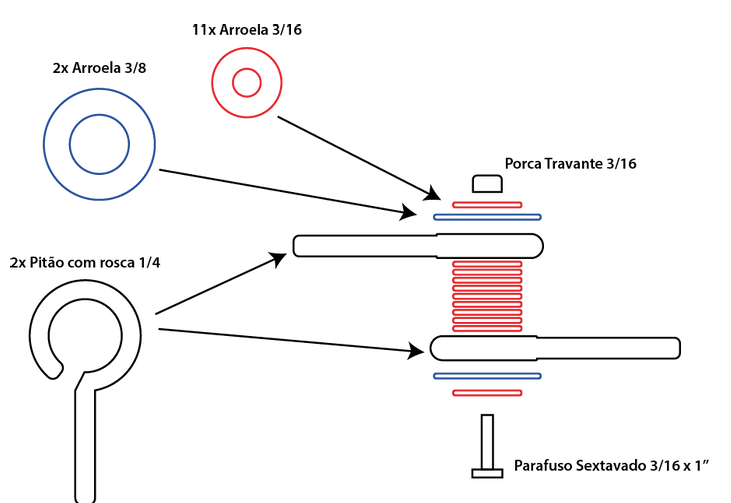 11x Arroela 3/16
2x Arroela 3/8
Porca Travante 3/16
2x Pitão com rosca 1/4
Parafuso Sextavado 3/16 x 1”